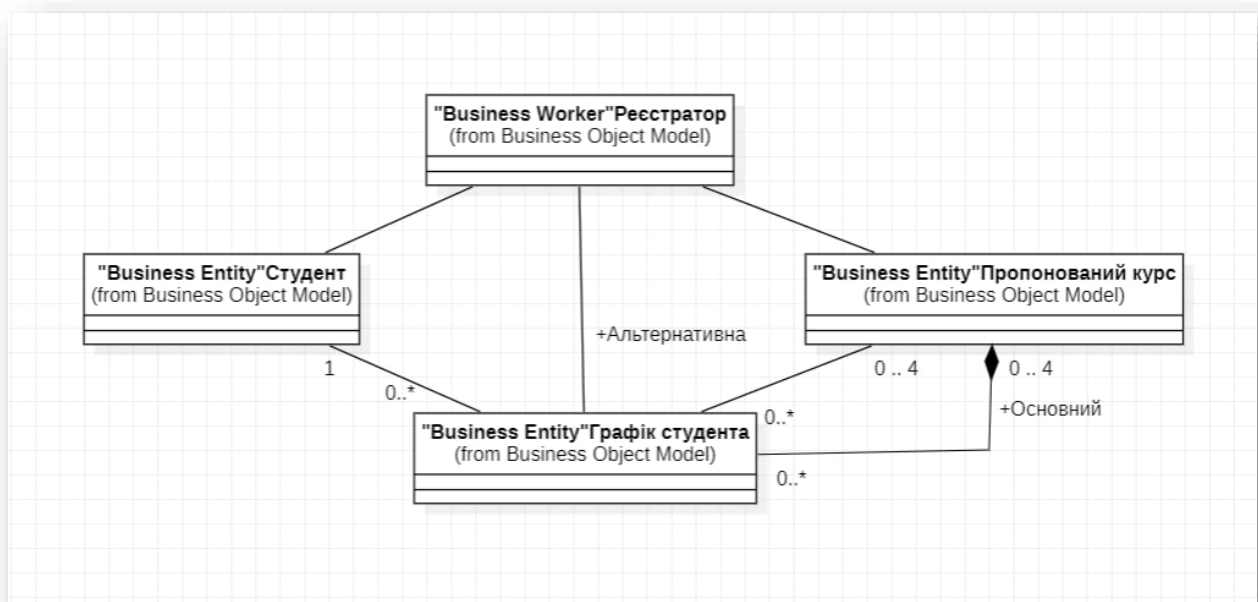 "Business Worker"Реєстратор
(from Business Object Model)
"Business Entity"Студент
(from Business Object Model)
"Business Entity"Пропонований курс
(from Business Object Model)
+Альтернативна
1
0..*
0 .. 4
0 .. 4
+Основний
0..*
"Business Entity"Графік студента
(from Business Object Model)
0..*